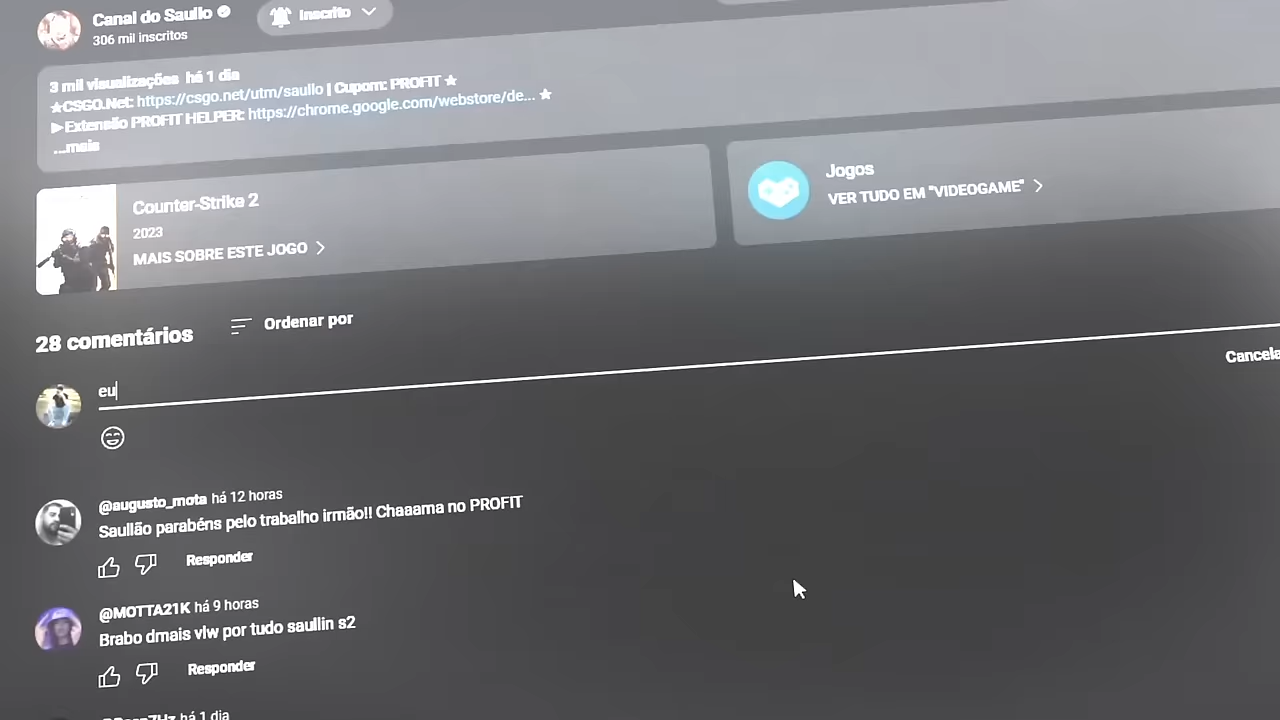 Canal do Saullo
306 mil inscritos
Inscrito
3 mil visualizações há 1 dia
★CSGO.Net: https://csgo.net/utm/saullo | Cupom: PROFIT ★
▶Extensão PROFIT HELPER: https://chrome.google.com/webstore/de... ★
...mais
Counter-Strike 2
2023
MAIS SOBRE ESTE JOGO
Jogos
VER TUDO EM "VIDEOGAME"
28 comentários
Ordenar por
eu
Cancela
@augusto_mota há 12 horas
Saullão parabéns pelo trabalho irmão!! Chaaama no PROFIT
Responder
@MOTTA21K há 9 horas
Brabo dmais vlw por tudo saullin s2
Responder
há 1 dia